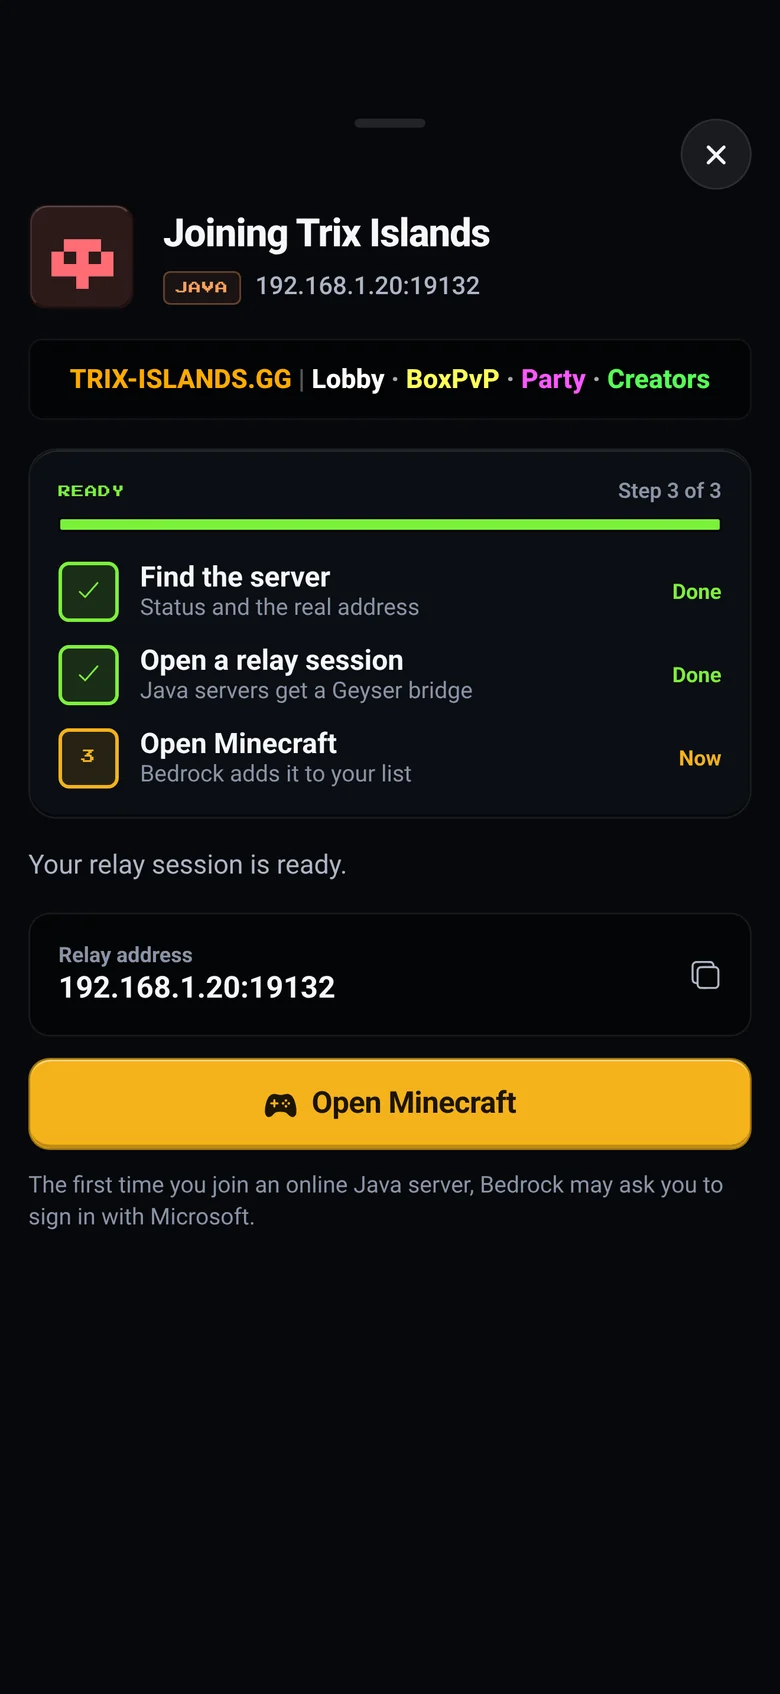 Joining Trix Islands
JAVA 192.168.1.20:19132
TRIX-ISLANDS.GG | Lobby · BoxPvP · Party · Creators
READY Step 3 of 3
Find the server
Status and the real address
Done
Open a relay session
Java servers get a Geyser bridge
Done
3
Open Minecraft
Bedrock adds it to your list
Now
Your relay session is ready.
Relay address
192.168.1.20:19132
Open Minecraft
The first time you join an online Java server, Bedrock may ask you to
sign in with Microsoft.